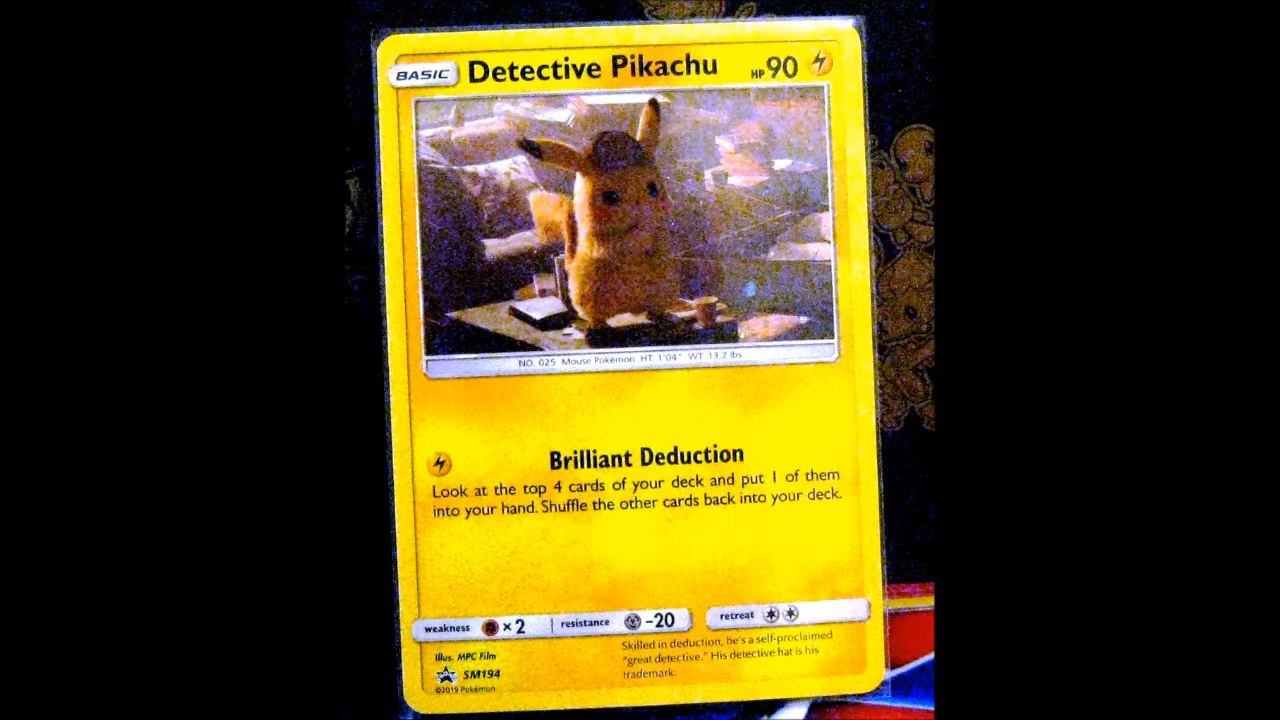 BASIC Detective Pikachu HP 90
NO. 025 Mouse Pokémon HT: 1'04" WT: 13.2 lbs
Brilliant Deduction
Look at the top 4 cards of your deck and put 1 of them
into your hand. Shuffle the other cards back into your deck.
weakness ×2 resistance -20 retreat
Skilled in deduction, he's a self-proclaimed
"great detective." His detective hat is his
trademark.
Illus. MPC Film
SM194
©2019 Pokémon